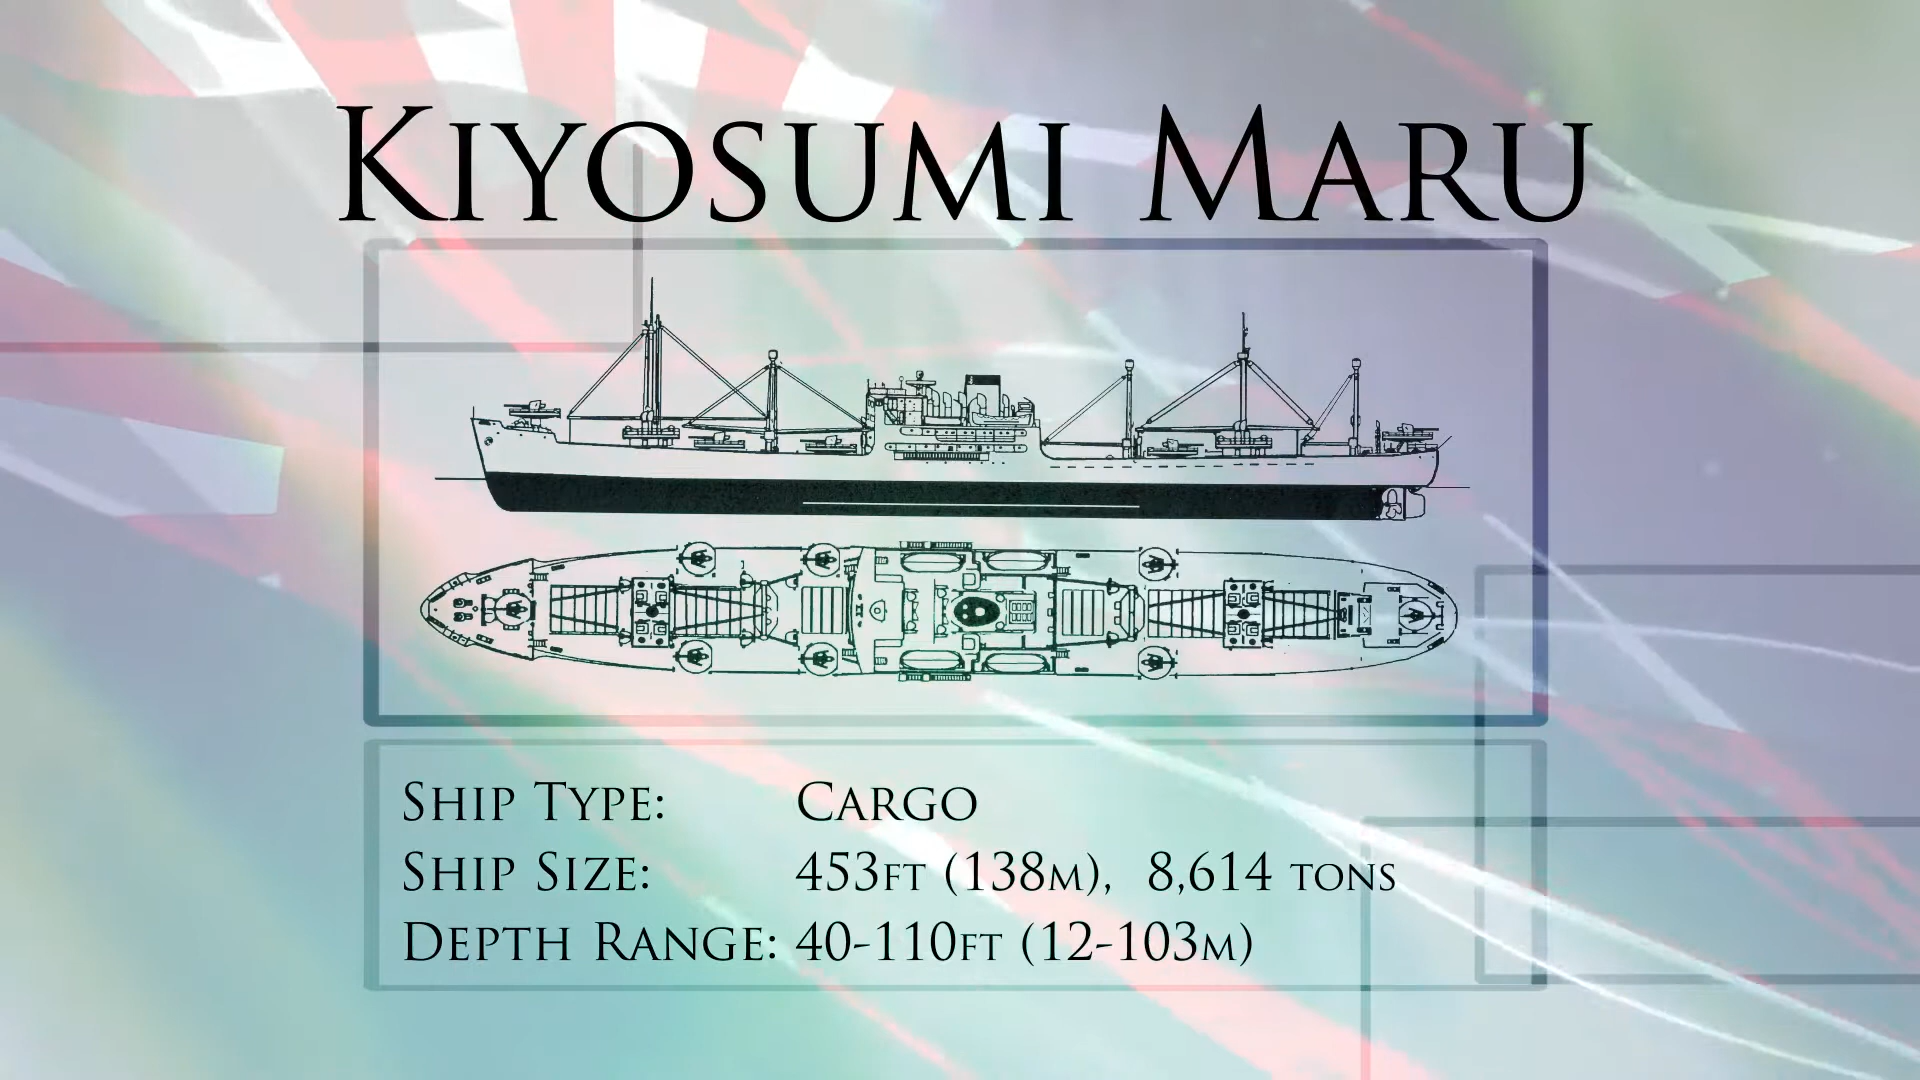 Kiyosumi Maru
Ship Type: Cargo
Ship Size: 453ft (138m), 8,614 tons
Depth Range: 40-110ft (12-103m)